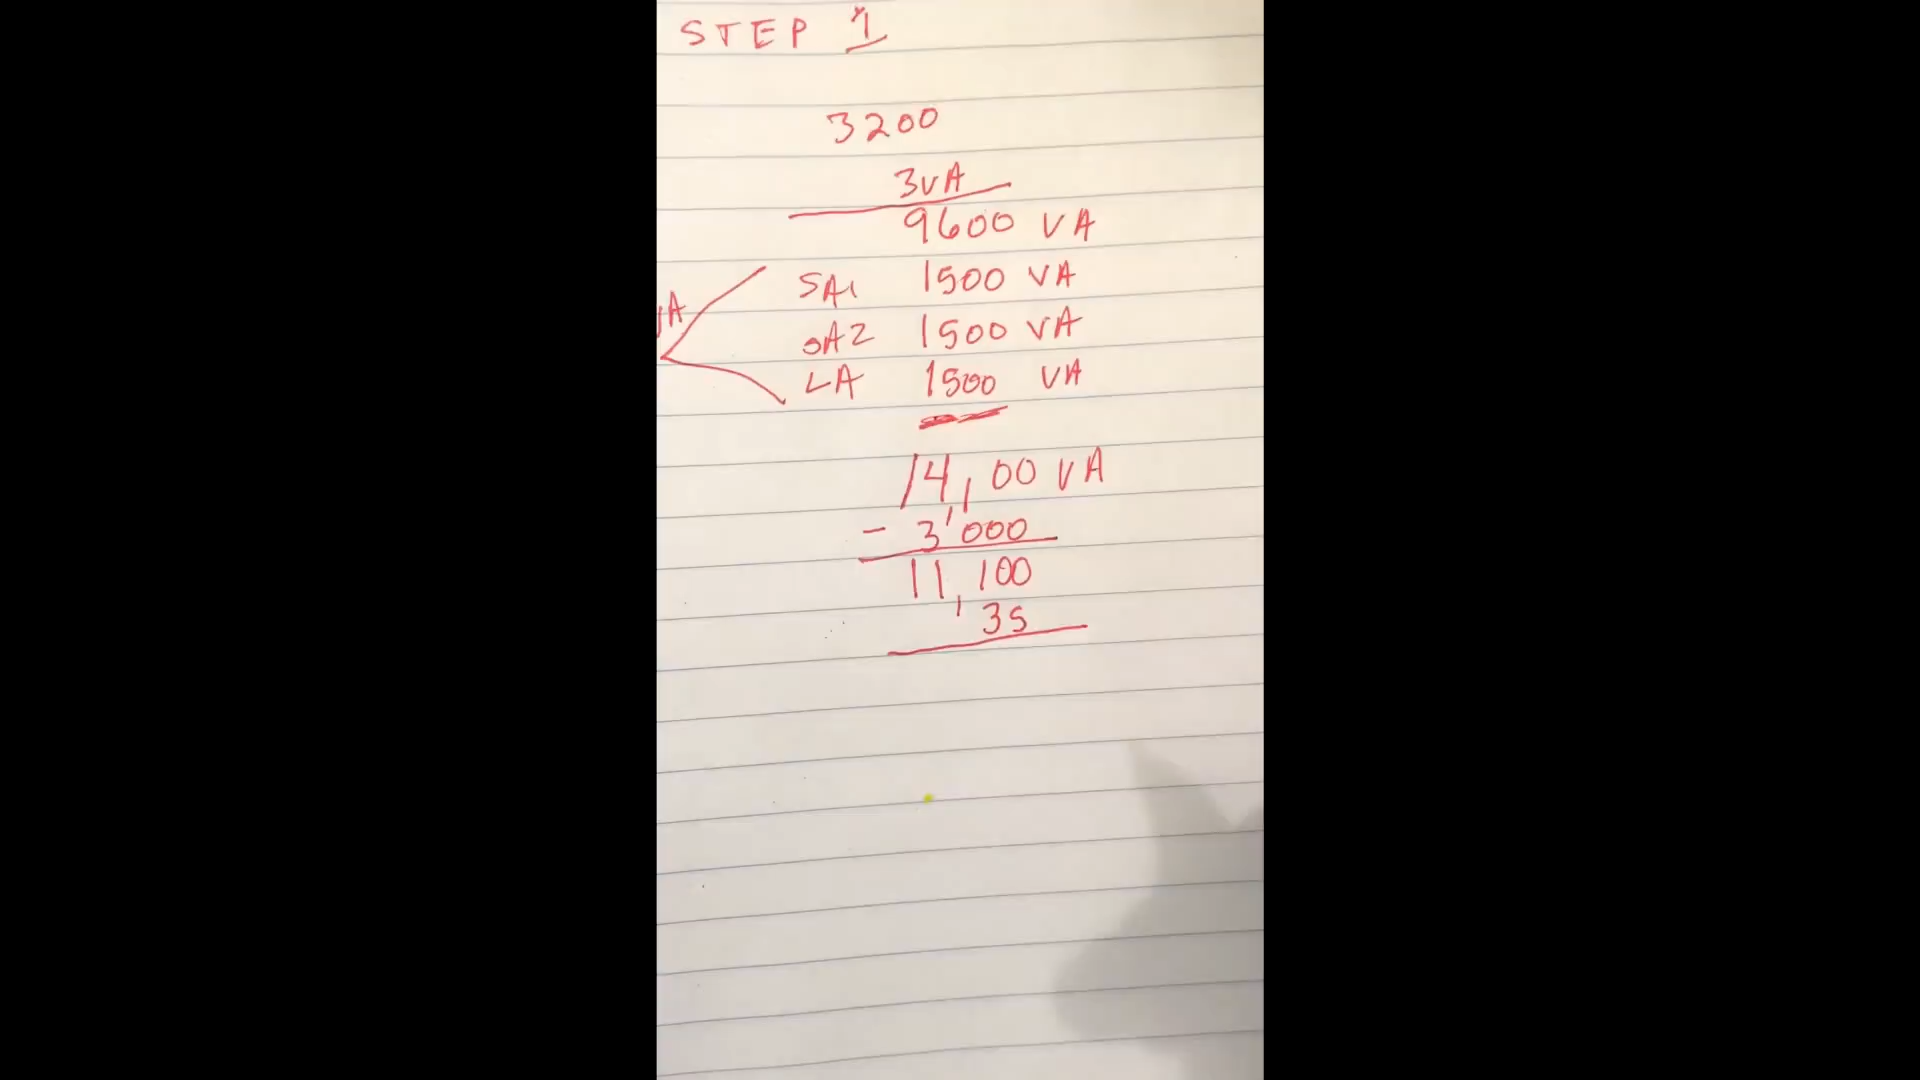 STEP 1
3200
3VA
9600 VA
SA1 1500 VA
SA2 1500 VA
LA 1500 VA
14,00 VA
- 3,000
11,100
,35